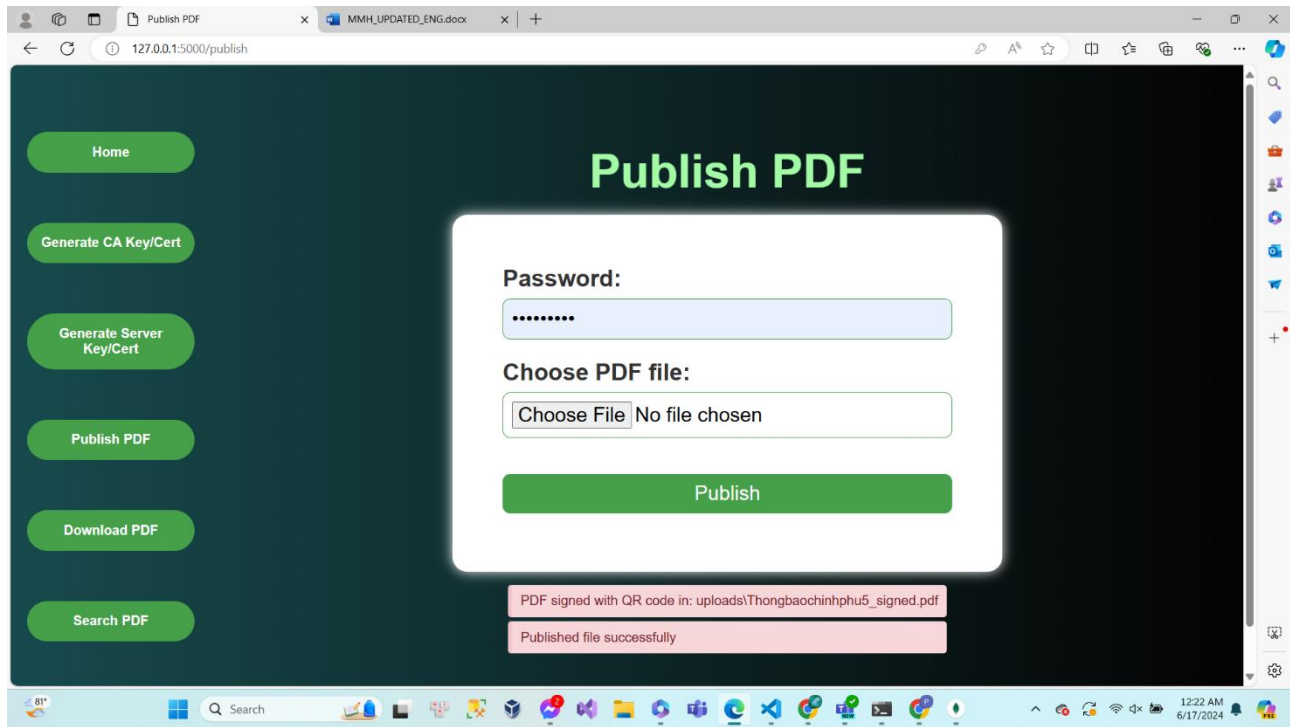 Publish PDF
MMH_UPDATED_ENG.docx
127.0.0.1:5000/publish
Home
Generate CA Key/Cert
Generate Server
Key/Cert
Publish PDF
Download PDF
Search PDF
Publish PDF
Password:
•••••••••
Choose PDF file:
Choose File No file chosen
Publish
PDF signed with QR code in: uploads\Thongbaochinhphu5_signed.pdf
Published file successfully
81°
Search
12:22 AM
6/17/2024